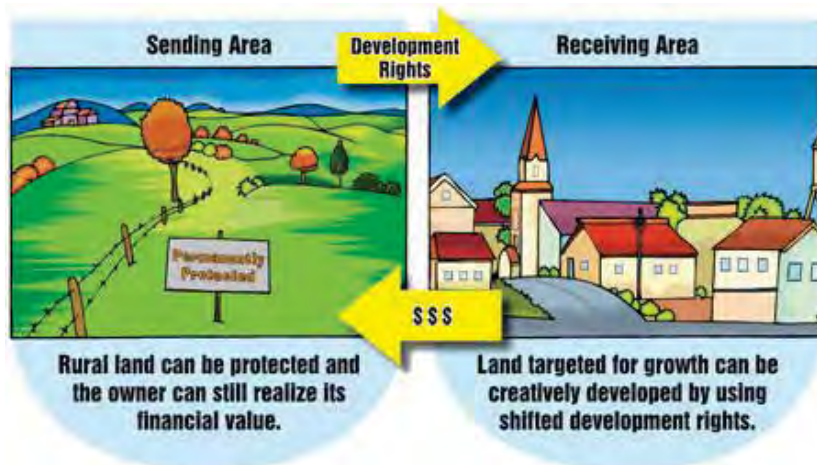 Sending Area
Development
Rights
Receiving Area
Permanently
Protected
$ $ $
Rural land can be protected and
the owner can still realize its
financial value.
Land targeted for growth can be
creatively developed by using
shifted development rights.